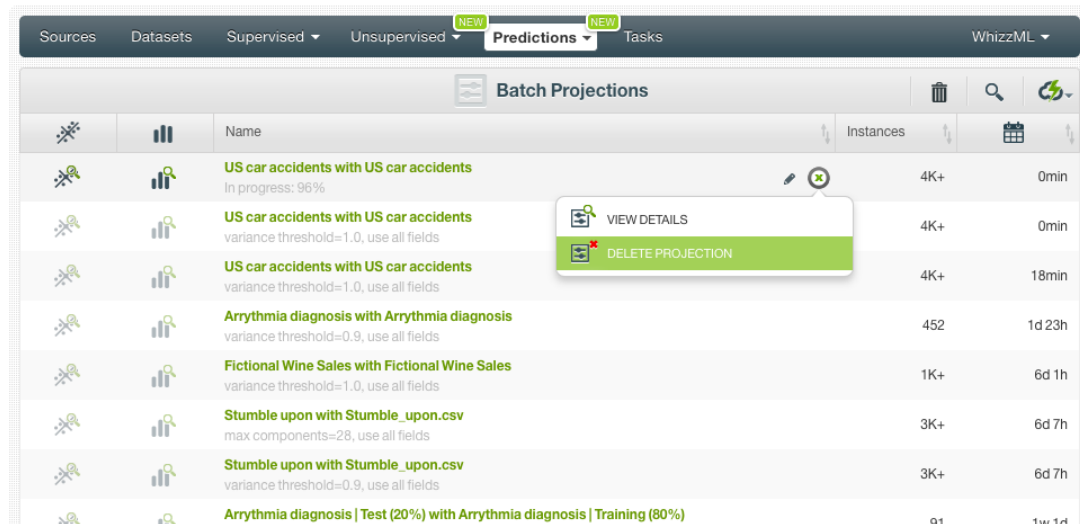 NEW NEW
Sources Datasets Supervised Unsupervised Predictions Tasks WhizzML
Batch Projections
Name Instances
US car accidents with US car accidents
In progress: 96% 4K+ 0min
US car accidents with US car accidents
variance threshold=1.0, use all fields 4K+ 0min
VIEW DETAILS
DELETE PROJECTION
US car accidents with US car accidents
variance threshold=1.0, use all fields 4K+ 18min
Arrythmia diagnosis with Arrythmia diagnosis
variance threshold=0.9, use all fields 452 1d 23h
Fictional Wine Sales with Fictional Wine Sales
variance threshold=1.0, use all fields 1K+ 6d 1h
Stumble upon with Stumble_upon.csv
max components=28, use all fields 3K+ 6d 7h
Stumble upon with Stumble_upon.csv
variance threshold=0.9, use all fields 3K+ 6d 7h
Arrythmia diagnosis | Test (20%) with Arrythmia diagnosis | Training (80%)
91 1w 1d